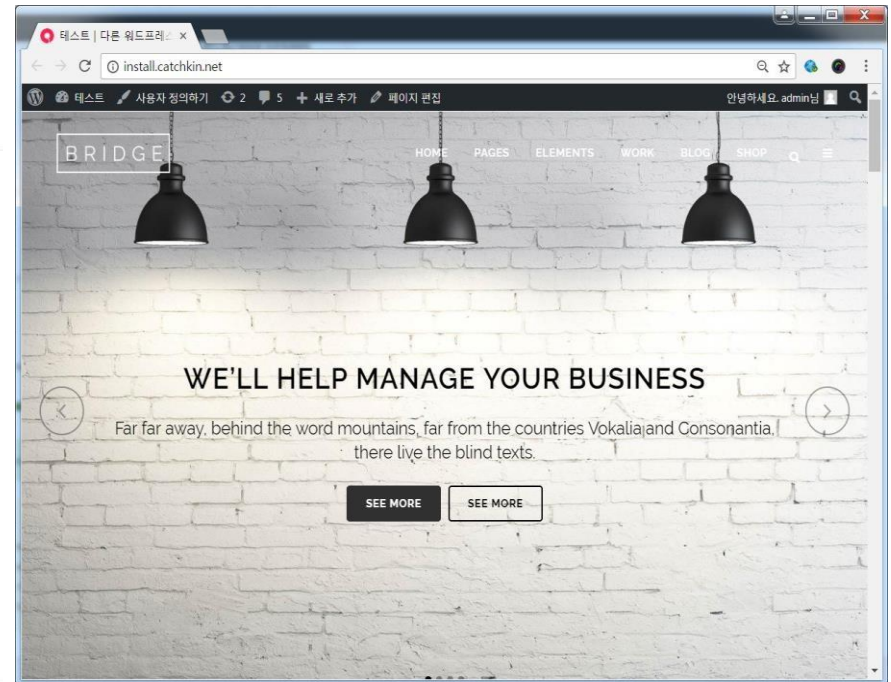 테스트 | 다른 워드프레스
install.catchkin.net
테스트 사용자 정의하기 2 5 새로 추가 페이지 편집 안녕하세요. admin님
BRIDGE
HOME PAGES ELEMENTS WORK BLOG SHOP
WE'LL HELP MANAGE YOUR BUSINESS
Far far away, behind the word mountains, far from the countries Vokalia and Consonantia,
there live the blind texts.
SEE MORE SEE MORE